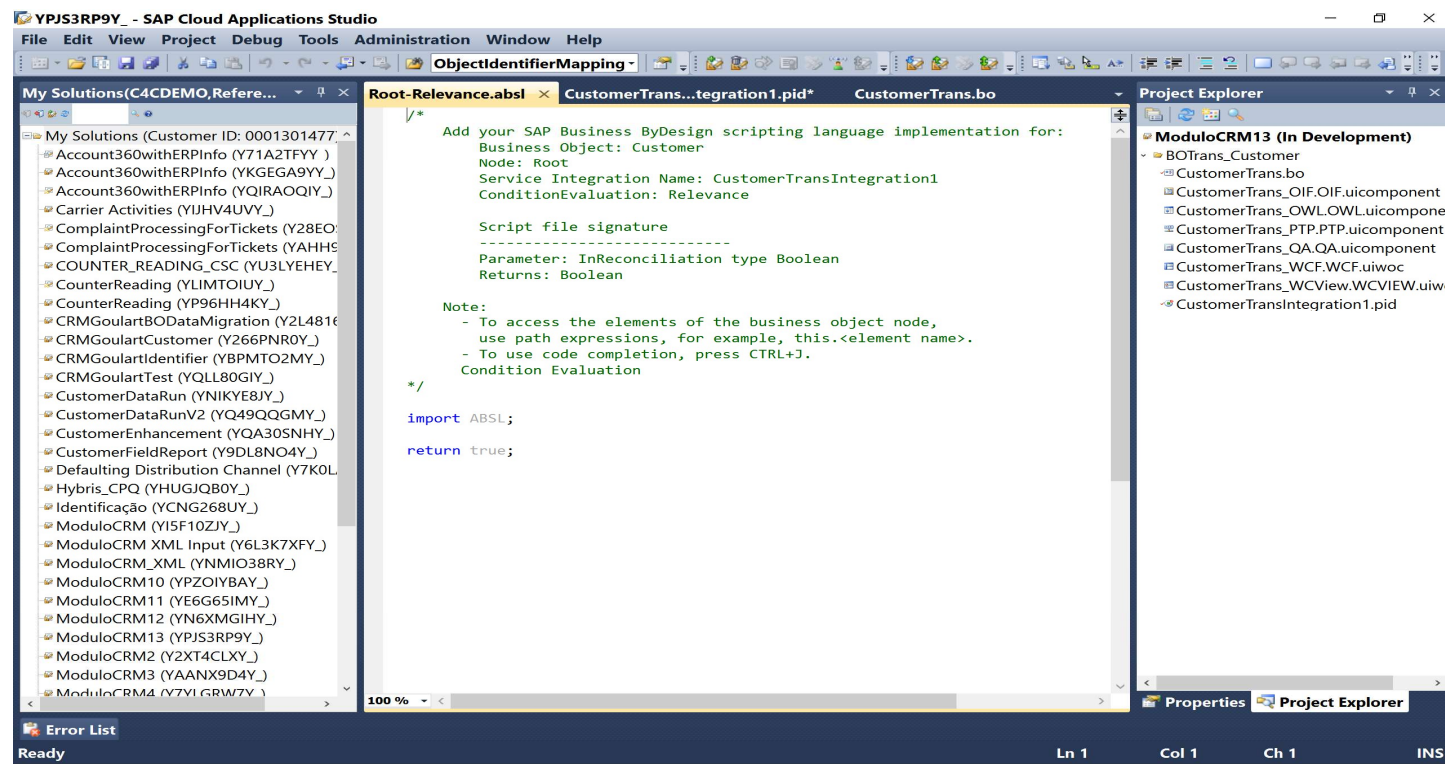 YPJS3RP9Y_ - SAP Cloud Applications Studio
File Edit View Project Debug Tools Administration Window Help
ObjectIdentifierMapping
My Solutions(C4CDEMO,Refere...
My Solutions (Customer ID: 0001301477
Account360withERPInfo (Y71A2TFYY )
Account360withERPInfo (YKGEGA9YY_)
Account360withERPInfo (YQIRAOQIY_)
Carrier Activities (YIJHV4UVY_)
ComplaintProcessingForTickets (Y28EO
ComplaintProcessingForTickets (YAHH9
COUNTER_READING_CSC (YU3LYEHEY_
CounterReading (YLIMTOIUY_)
CounterReading (YP96HH4KY_)
CRMGoulartBODataMigration (Y2L4816
CRMGoulartCustomer (Y266PNR0Y_)
CRMGoulartIdentifier (YBPMTO2MY_)
CRMGoulartTest (YQLL80GIY_)
CustomerDataRun (YNIKYE8JY_)
CustomerDataRunV2 (YQ49QQGMY_)
CustomerEnhancement (YQA30SNHY_)
CustomerFieldReport (Y9DL8NO4Y_)
Defaulting Distribution Channel (Y7K0L
Hybris_CPQ (YHUGJQB0Y_)
Identificação (YCNG268UY_)
ModuloCRM (YI5F10ZJY_)
ModuloCRM XML Input (Y6L3K7XFY_)
ModuloCRM_XML (YNMIO38RY_)
ModuloCRM10 (YPZOIYBAY_)
ModuloCRM11 (YE6G65IMY_)
ModuloCRM12 (YN6XMGIHY_)
ModuloCRM13 (YPJS3RP9Y_)
ModuloCRM2 (Y2XT4CLXY_)
ModuloCRM3 (YAANX9D4Y_)
ModuloCRM4 (Y7YLGRW7Y_)
Root-Relevance.absl CustomerTrans...tegration1.pid* CustomerTrans.bo
/*
Add your SAP Business ByDesign scripting language implementation for:
Business Object: Customer
Node: Root
Service Integration Name: CustomerTransIntegration1
ConditionEvaluation: Relevance
Script file signature
----------------------------
Parameter: InReconciliation type Boolean
Returns: Boolean
Note:
- To access the elements of the business object node,
use path expressions, for example, this.<element name>.
- To use code completion, press CTRL+J.
Condition Evaluation
*/
import ABSL;
return true;
100 %
Project Explorer
ModuloCRM13 (In Development)
BOTrans_Customer
CustomerTrans.bo
CustomerTrans_OIF.OIF.uicomponent
CustomerTrans_OWL.OWL.uicompone
CustomerTrans_PTP.PTP.uicomponent
CustomerTrans_QA.QA.uicomponent
CustomerTrans_WCF.WCF.uiwoc
CustomerTrans_WCView.WCVIEW.uiw
CustomerTransIntegration1.pid
Properties Project Explorer
Error List
Ready Ln 1 Col 1 Ch 1 INS